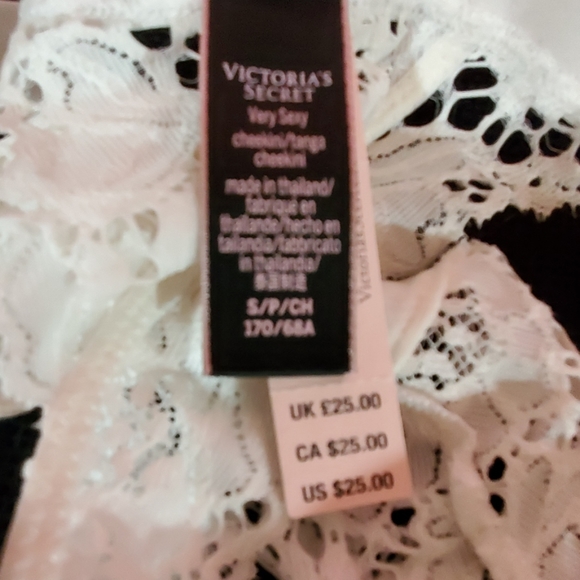 VICTORIA'S
SECRET
Very Sexy
cheekini/tanga
cheekini
made in thailand/
fabriqué en
thaïlande/hecho en
tailandia/fabbricato
in thailandia/
S/P/CH
170/68A
UK £25.00
CA $25.00
US $25.00